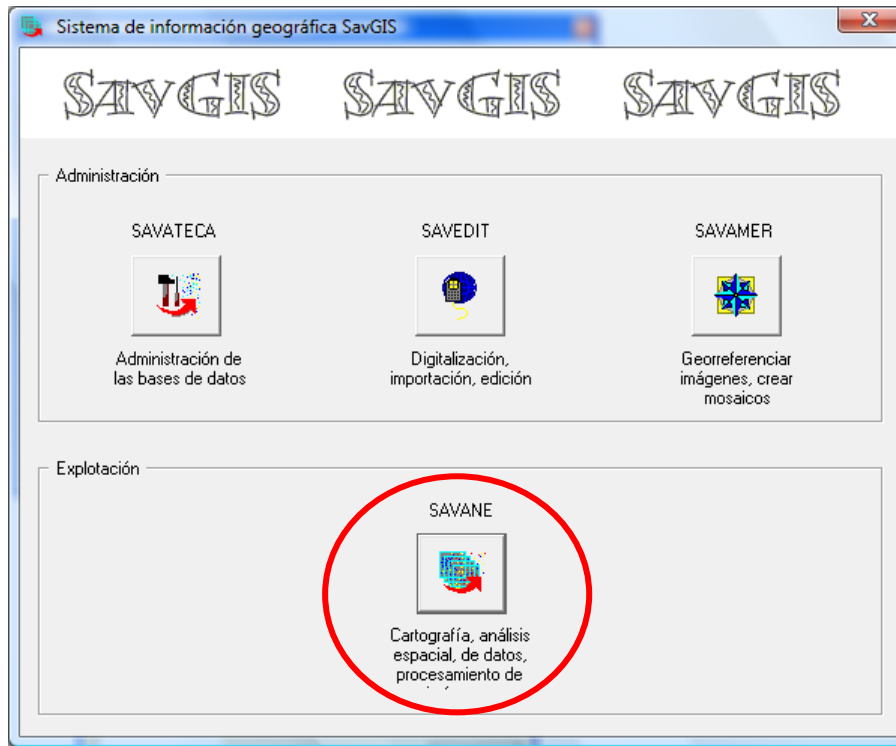 Sistema de información geográfica SavGIS
SAVGIS SAVGIS SAVGIS
Administración
SAVATECA
Administración de
las bases de datos
SAVEDIT
Digitalización,
importación, edición
SAVAMER
Georreferenciar
imágenes, crear
mosaicos
Explotación
SAVANE
Cartografía, análisis
espacial, de datos,
procesamiento de